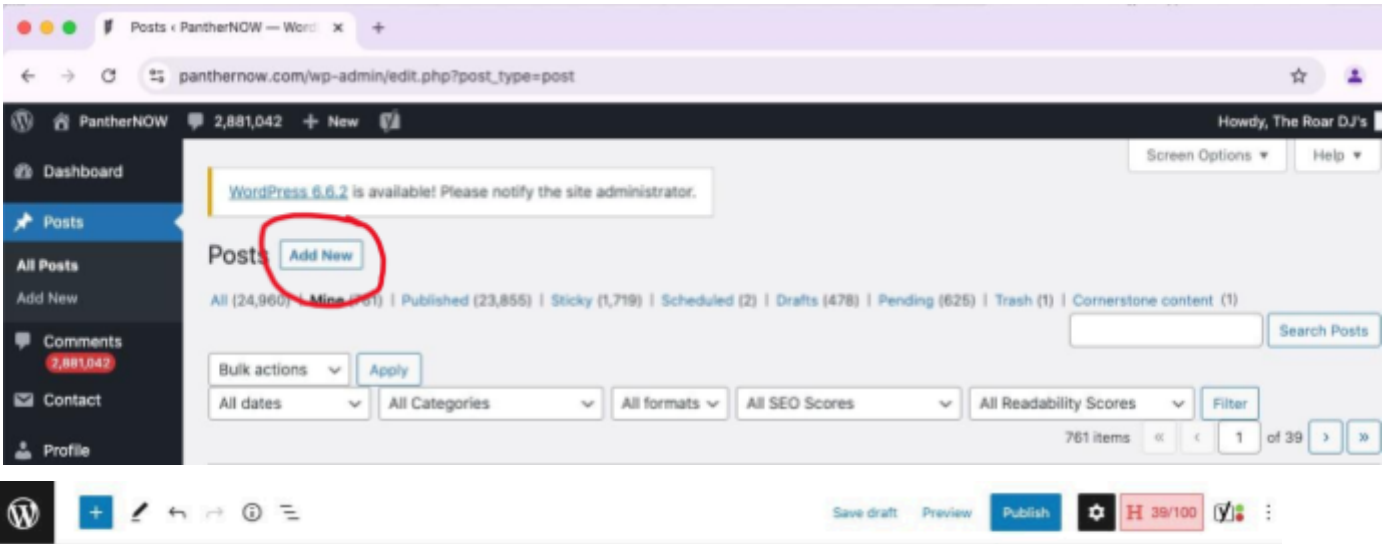 Posts ‹ PantherNOW — Word
panthernow.com/wp-admin/edit.php?post_type=post
PantherNOW 2,881,042 + New Howdy, The Roar DJ's
Screen Options Help
Dashboard
WordPress 6.6.2 is available! Please notify the site administrator.
Posts
Posts Add New
All Posts
Add New
All (24,960) | Mine (761) | Published (23,855) | Sticky (1,719) | Scheduled (2) | Drafts (478) | Pending (625) | Trash (1) | Cornerstone content (1)
Search Posts
Comments
2,881,042
Bulk actions Apply
Contact
All dates All Categories All formats All SEO Scores All Readability Scores Filter
761 items « ‹ 1 of 39 › »
Profile
Save draft Preview Publish H 39/100